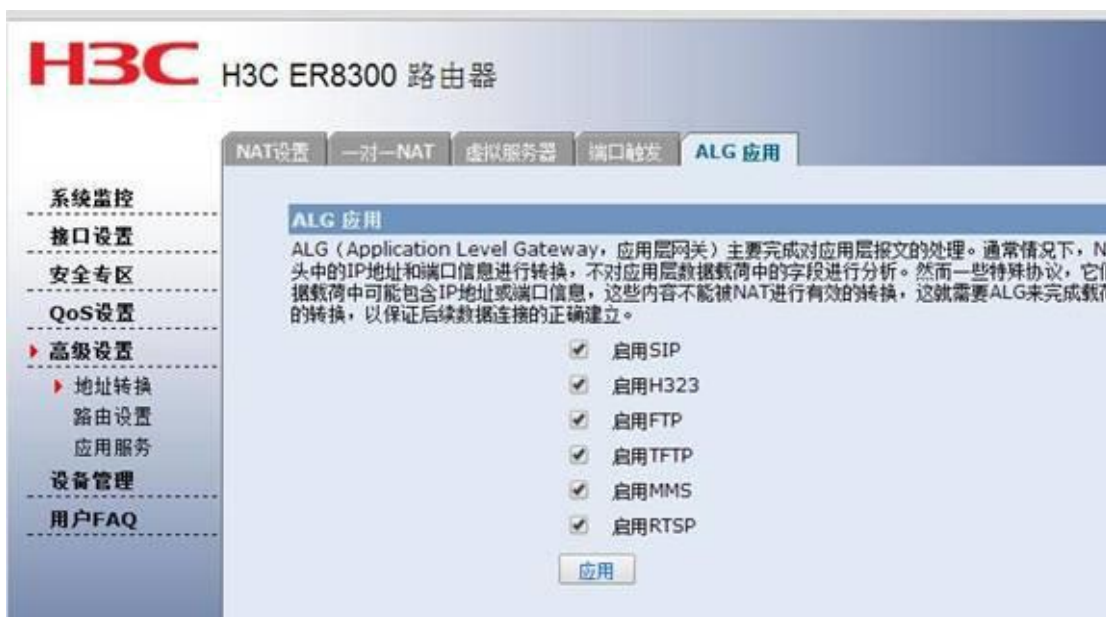 H3C H3C ER8300 路由器
NAT设置 一对一NAT 虚拟服务器 端口触发 ALG 应用
系统监控
接口设置
安全专区
QoS设置
高级设置
地址转换
路由设置
应用服务
设备管理
用户FAQ
ALG 应用
ALG（Application Level Gateway，应用层网关）主要完成对应用层报文的处理。通常情况下，N
头中的IP地址和端口信息进行转换，不对应用层数据载荷中的字段进行分析。然而一些特殊协议，它们
据载荷中可能包含IP地址或端口信息，这些内容不能被NAT进行有效的转换，这就需要ALG来完成载荷
的转换，以保证后续数据连接的正确建立。
启用SIP
启用H323
启用FTP
启用TFTP
启用MMS
启用RTSP
应用